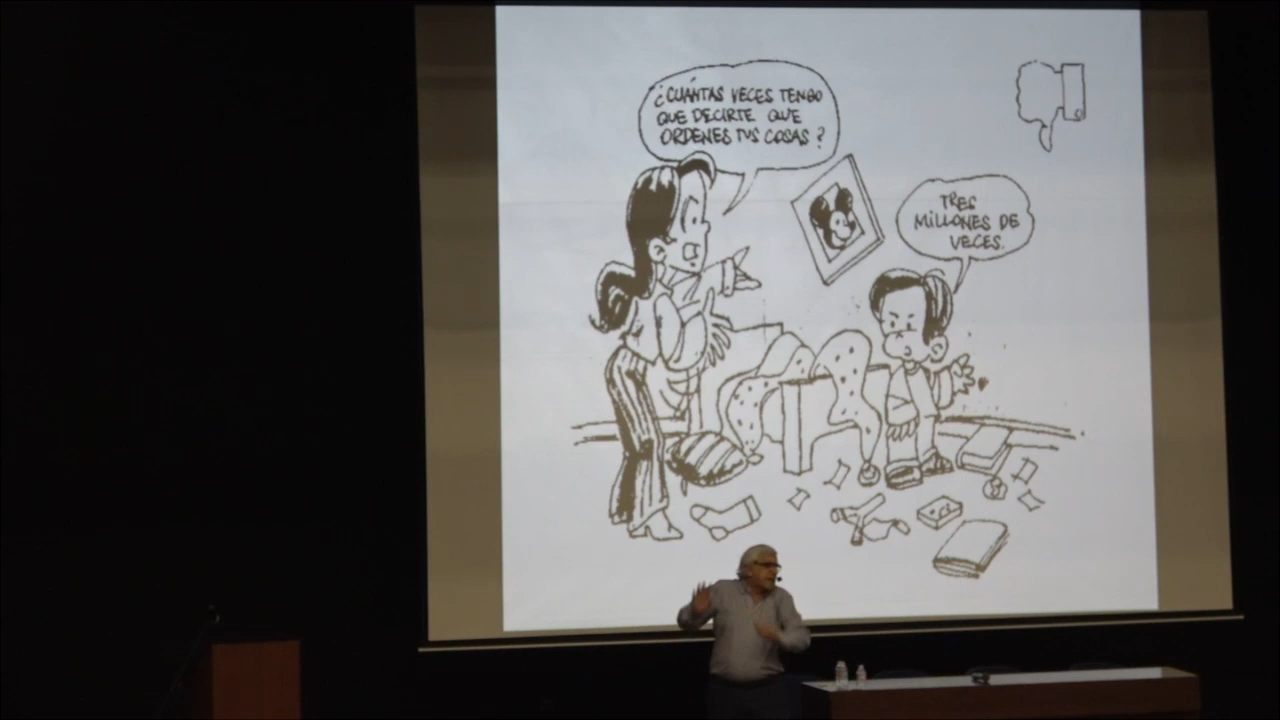 ¿CUÁNTAS VECES TENGO
QUE DECIRTE QUE
ORDENES TUS COSAS?
TRES
MILLONES DE
VECES.